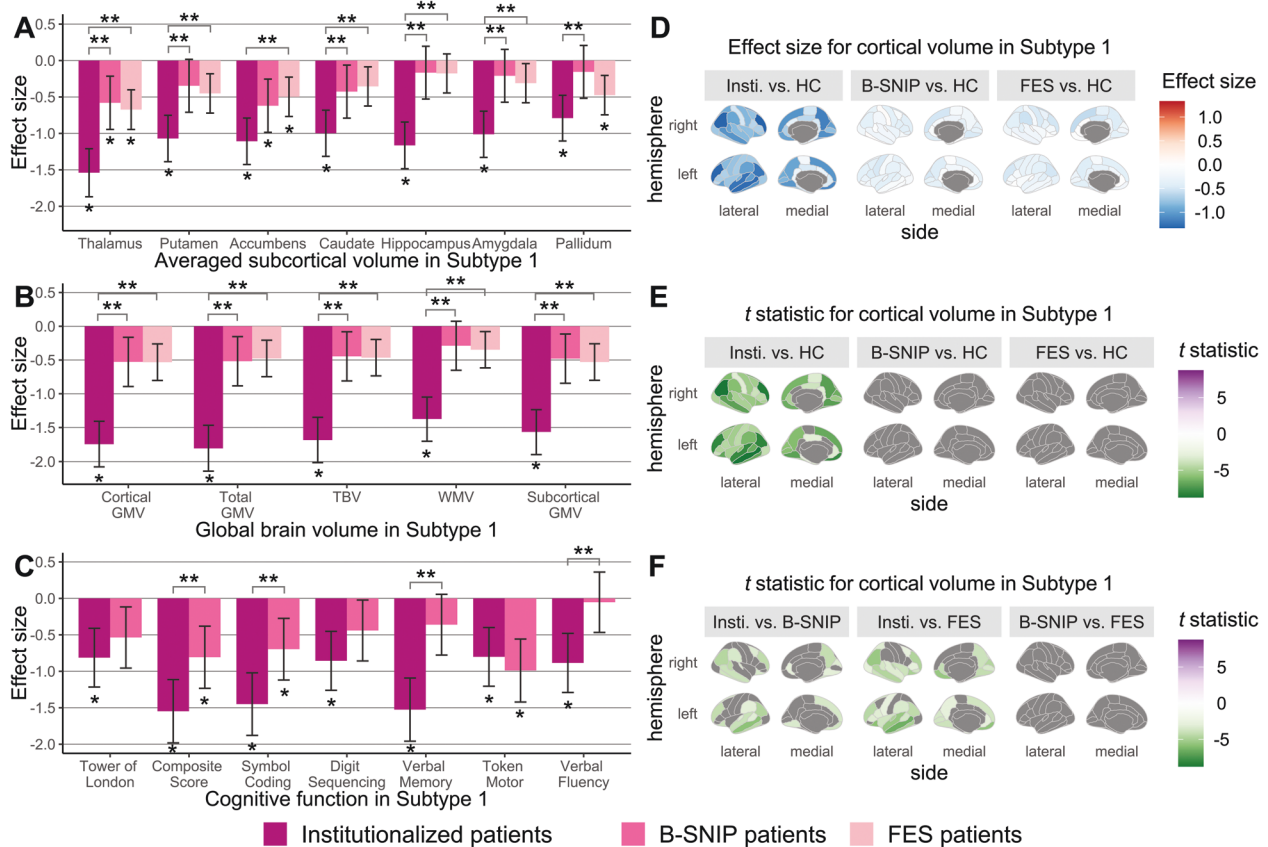 A
Effect size
0.5
0.0
-0.5
-1.0
-1.5
-2.0
** ** ** ** ** ** ** ** ** ** ** **
* * * * * * * * * * * *
Thalamus Putamen Accumbens Caudate Hippocampus Amygdala Pallidum
Averaged subcortical volume in Subtype 1
B
Effect size
0.5
0.0
-0.5
-1.0
-1.5
-2.0
** ** ** ** ** ** ** ** ** **
* * * * *
Cortical GMV
Total GMV
TBV
WMV
Subcortical GMV
Global brain volume in Subtype 1
C
Effect size
0.5
0.0
-0.5
-1.0
-1.5
-2.0
** ** ** **
* * * * * * * * * *
Tower of London
Composite Score
Symbol Coding
Digit Sequencing
Verbal Memory
Token Motor
Verbal Fluency
Cognitive function in Subtype 1
D
Effect size for cortical volume in Subtype 1
Insti. vs. HC B-SNIP vs. HC FES vs. HC
hemisphere
right
left
lateral medial lateral medial lateral medial
side
Effect size
1.0
0.5
0.0
-0.5
-1.0
E
t statistic for cortical volume in Subtype 1
Insti. vs. HC B-SNIP vs. HC FES vs. HC
hemisphere
right
left
lateral medial lateral medial lateral medial
side
t statistic
5
0
-5
F
t statistic for cortical volume in Subtype 1
Insti. vs. B-SNIP Insti. vs. FES B-SNIP vs. FES
hemisphere
right
left
lateral medial lateral medial lateral medial
side
t statistic
5
0
-5
Institutionalized patients B-SNIP patients FES patients